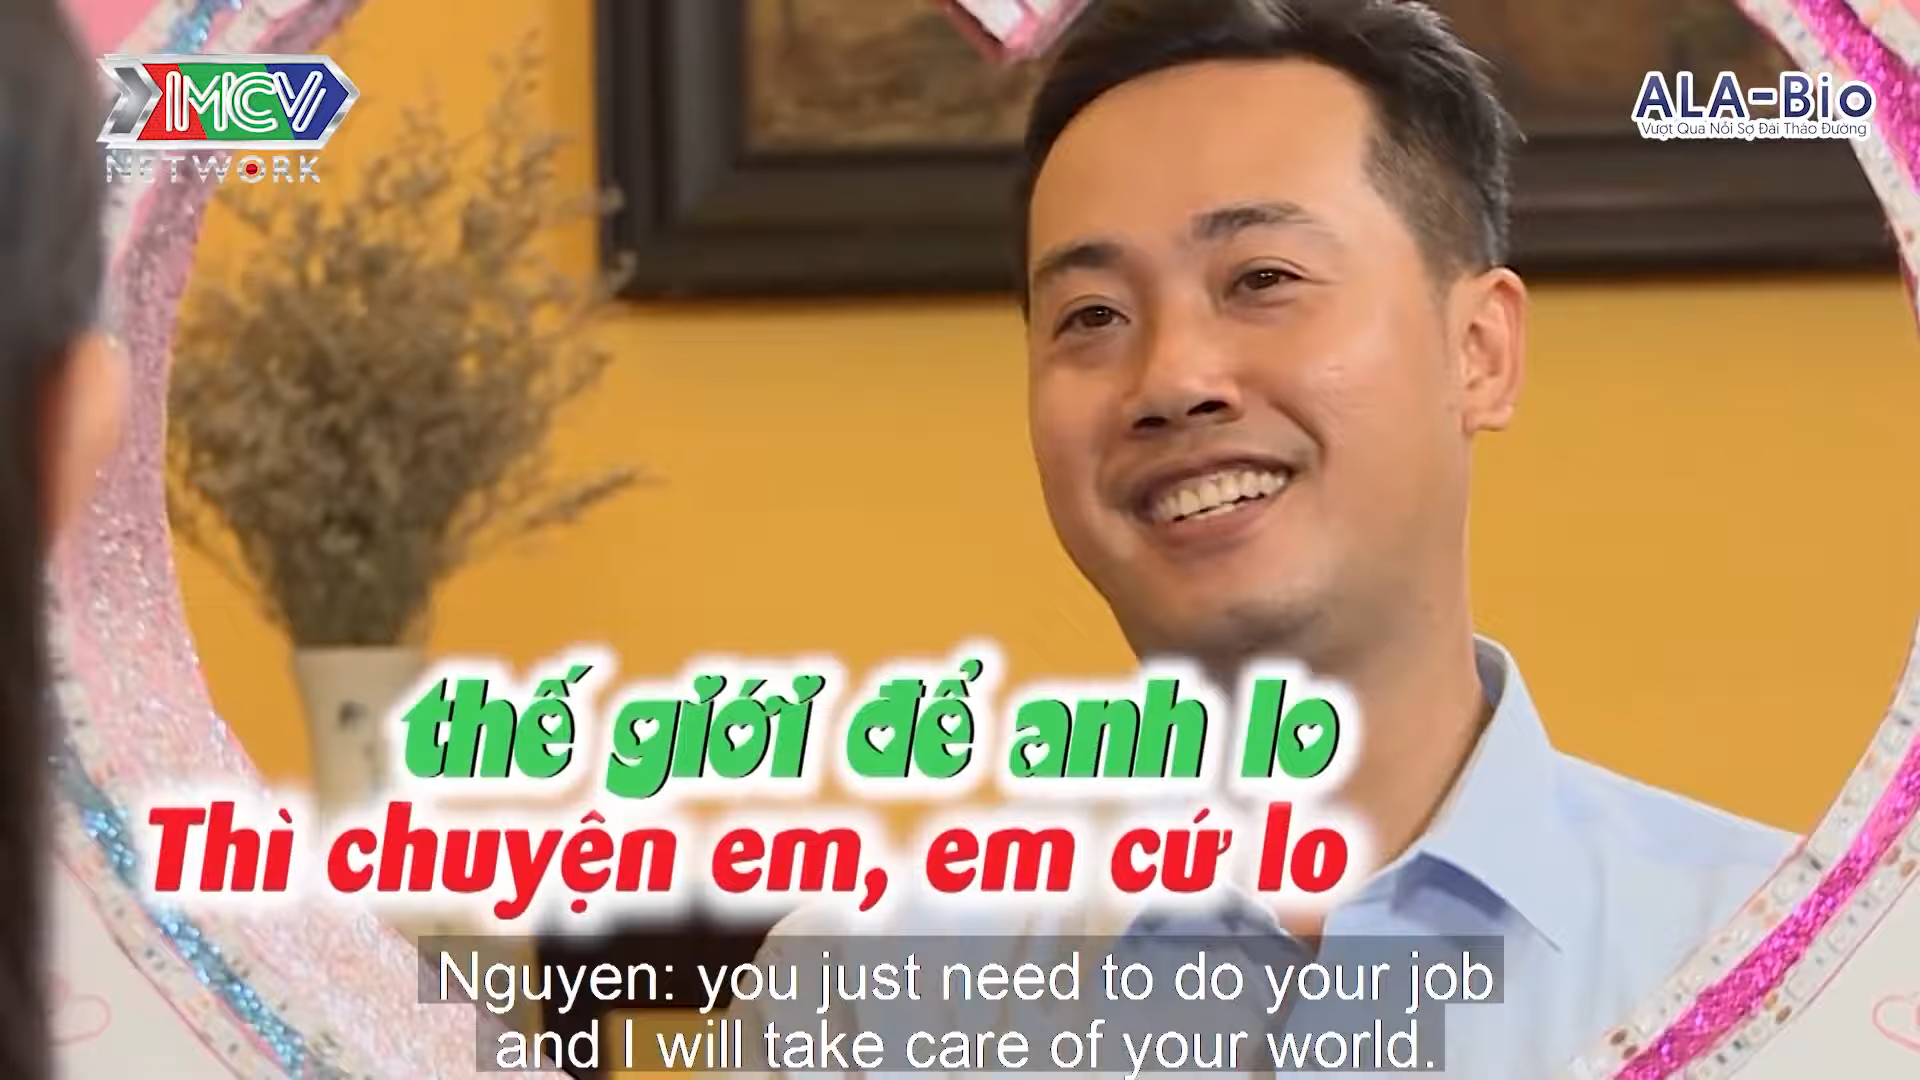 MCV
NETWORK
ALA-Bio
Vượt Qua Nỗi Sợ Đái Tháo Đường
thế giới để anh lo
Thì chuyện em, em cứ lo
Nguyen: you just need to do your job
and I will take care of your world.